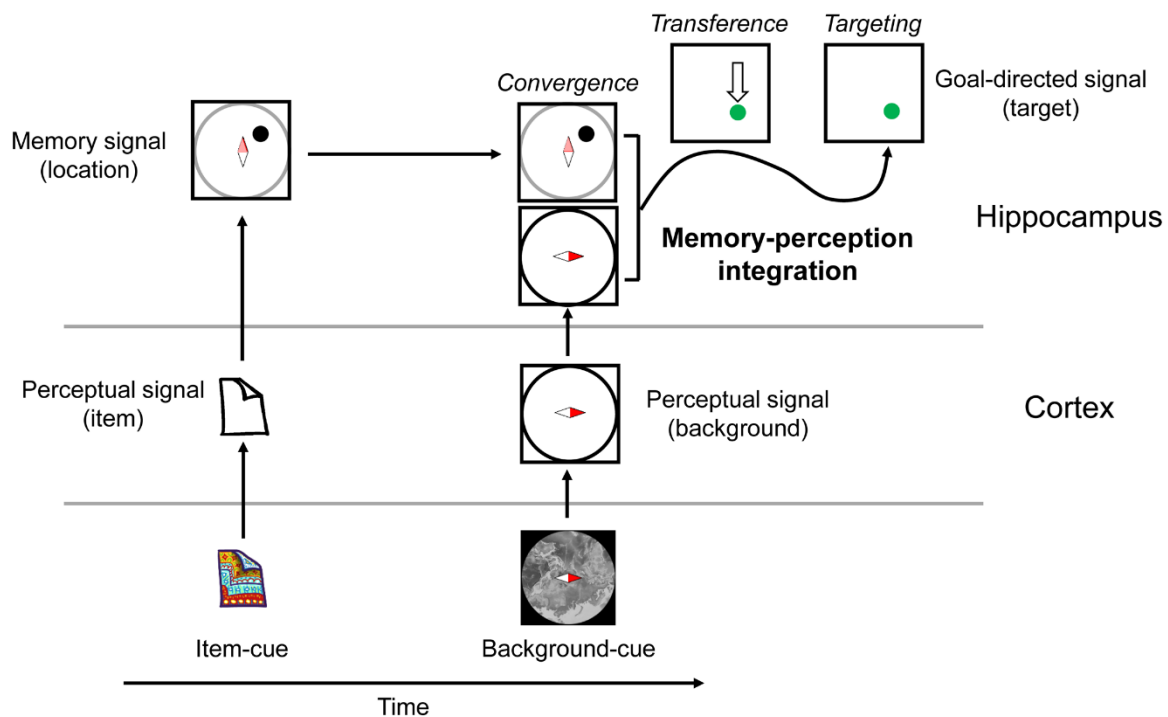 Transference
Targeting
Convergence
Goal-directed signal
(target)
Memory signal
(location)
Hippocampus
Memory-perception
integration
Perceptual signal
(item)
Perceptual signal
(background)
Cortex
Item-cue
Background-cue
Time